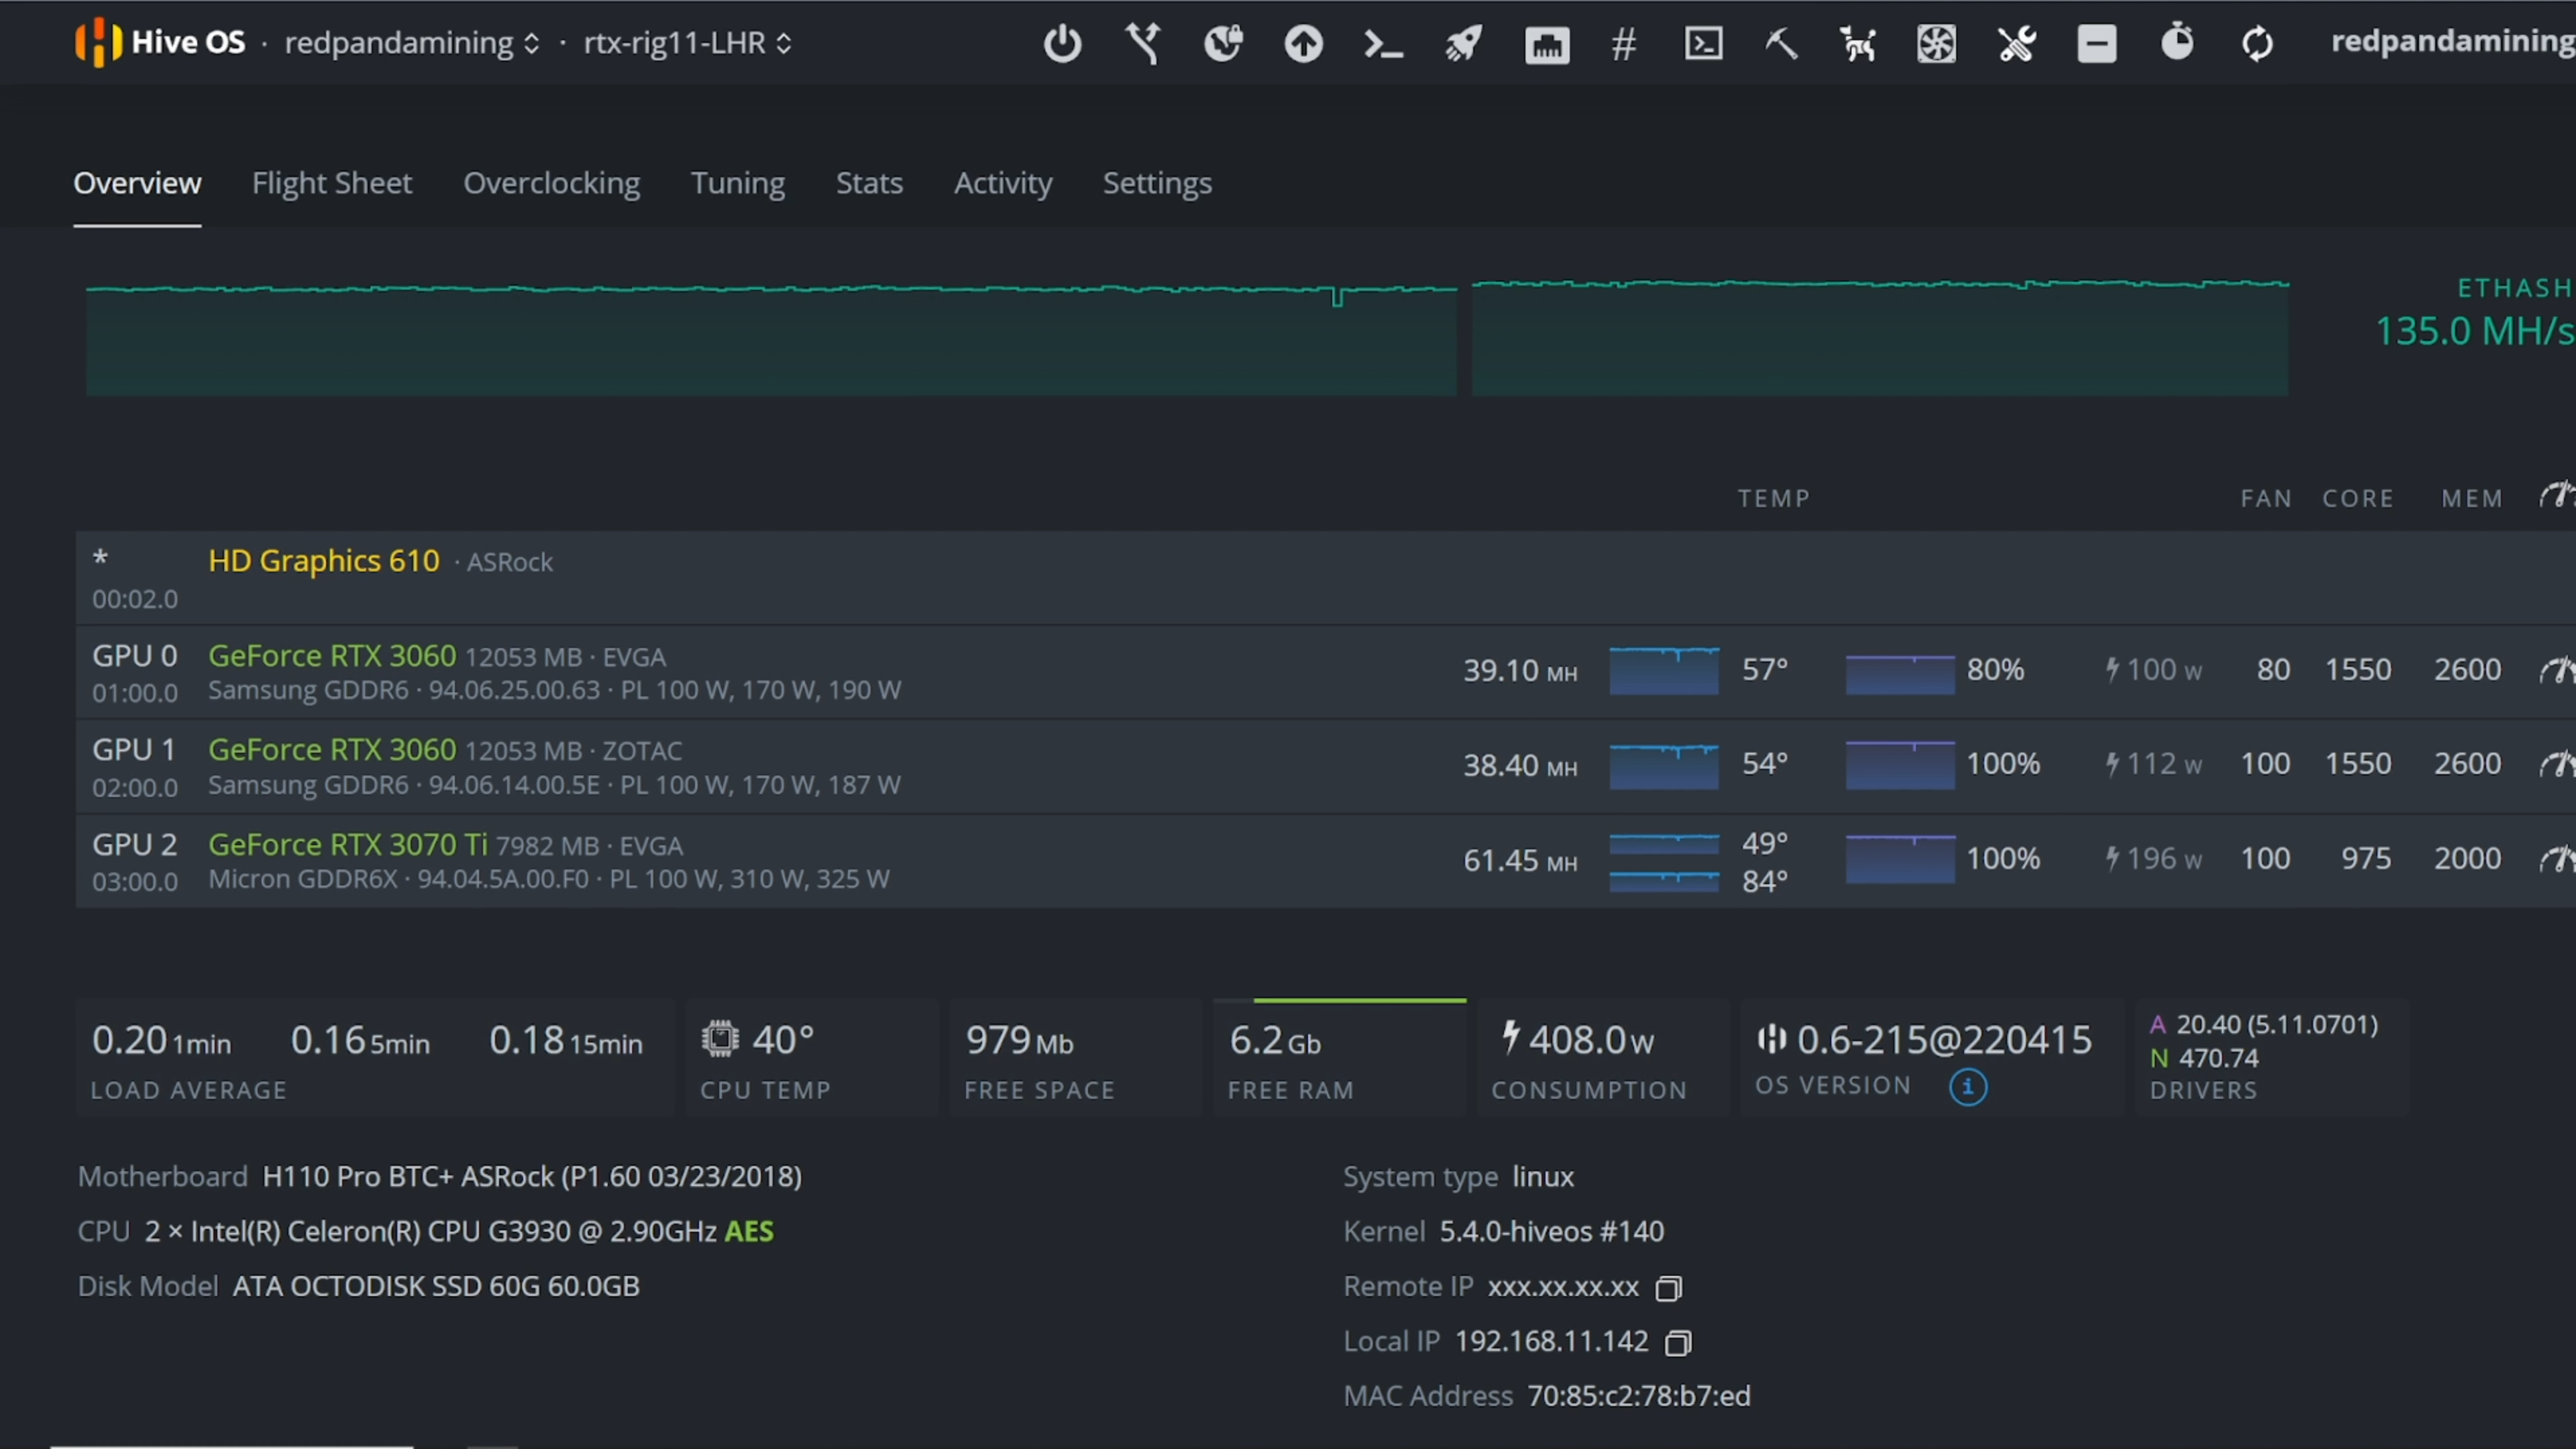 Hive OS · redpandamining · rtx-rig11-LHR # redpandamining
Overview Flight Sheet Overclocking Tuning Stats Activity Settings
ETHASH
135.0 MH/s
TEMP FAN CORE MEM
* HD Graphics 610 · ASRock
00:02.0
GPU 0 GeForce RTX 3060 12053 MB · EVGA 39.10 MH 57° 80% 100 W 80 1550 2600
01:00.0 Samsung GDDR6 · 94.06.25.00.63 · PL 100 W, 170 W, 190 W
GPU 1 GeForce RTX 3060 12053 MB · ZOTAC 38.40 MH 54° 100% 112 W 100 1550 2600
02:00.0 Samsung GDDR6 · 94.06.14.00.5E · PL 100 W, 170 W, 187 W
GPU 2 GeForce RTX 3070 Ti 7982 MB · EVGA 61.45 MH 49° 100% 196 W 100 975 2000
03:00.0 Micron GDDR6X · 94.04.5A.00.F0 · PL 100 W, 310 W, 325 W 84°
0.20 1min 0.16 5min 0.18 15min
LOAD AVERAGE
40°
CPU TEMP
979 Mb
FREE SPACE
6.2 Gb
FREE RAM
408.0 W
CONSUMPTION
0.6-215@220415
OS VERSION i
A 20.40 (5.11.0701)
N 470.74
DRIVERS
Motherboard H110 Pro BTC+ ASRock (P1.60 03/23/2018)
CPU 2 × Intel(R) Celeron(R) CPU G3930 @ 2.90GHz AES
Disk Model ATA OCTODISK SSD 60G 60.0GB
System type linux
Kernel 5.4.0-hiveos #140
Remote IP xxx.xx.xx.xx
Local IP 192.168.11.142
MAC Address 70:85:c2:78:b7:ed